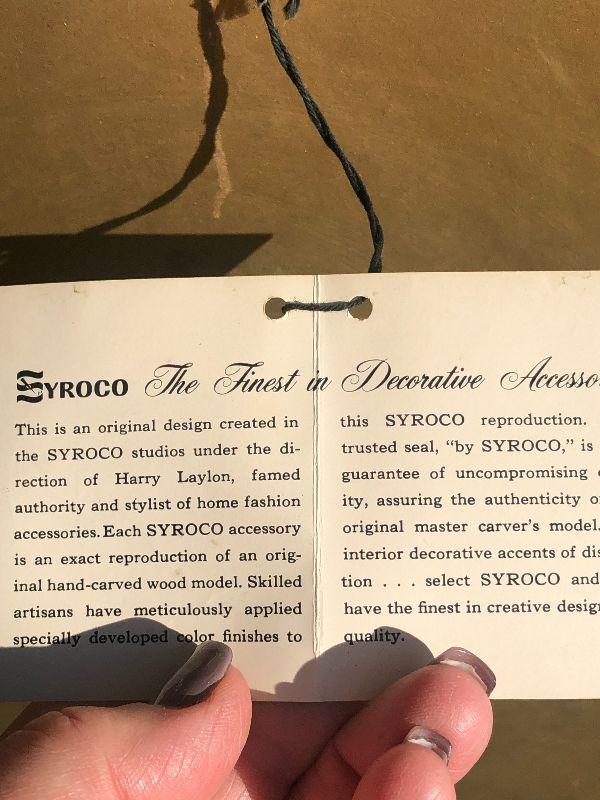 SYROCO The Finest in Decorative
This is an original design created in
the SYROCO studios under the di-
rection of Harry Laylon, famed
authority and stylist of home fashion
accessories. Each SYROCO accessory
is an exact reproduction of an orig-
inal hand-carved wood model. Skilled
artisans have meticulously applied
specially developed color finishes to
this SYROCO reproduction.
trusted seal, “by SYROCO,” is
guarantee of uncompromising
ity, assuring the authenticity
original master carver’s model.
interior decorative accents of dis
tion . . . select SYROCO and
have the finest in creative design
quality.